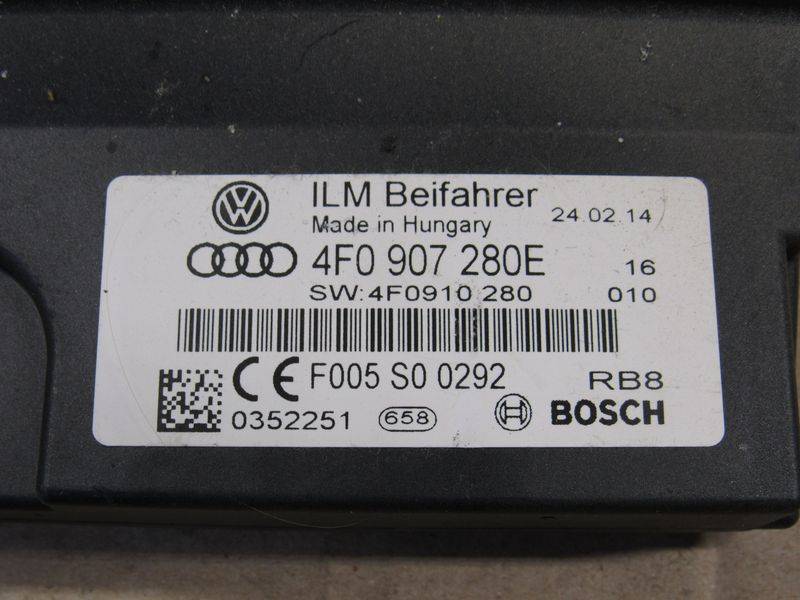 ILM Beifahrer
Made in Hungary 24.02.14
4F0 907 280E 16
SW:4F0910 280 010
CE F005 S0 0292 RB8
0352251 658 BOSCH